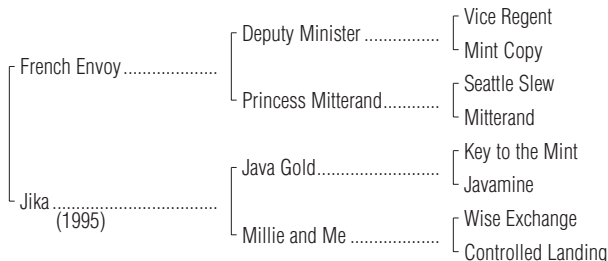 Vice Regent
Deputy Minister ................
Mint Copy
French Envoy....................
Seattle Slew
Princess Mitterand............
Mitterand
Key to the Mint
Java Gold..........................
Javamine
Jika ...................................
(1995)
Wise Exchange
Millie and Me ...................
Controlled Landing